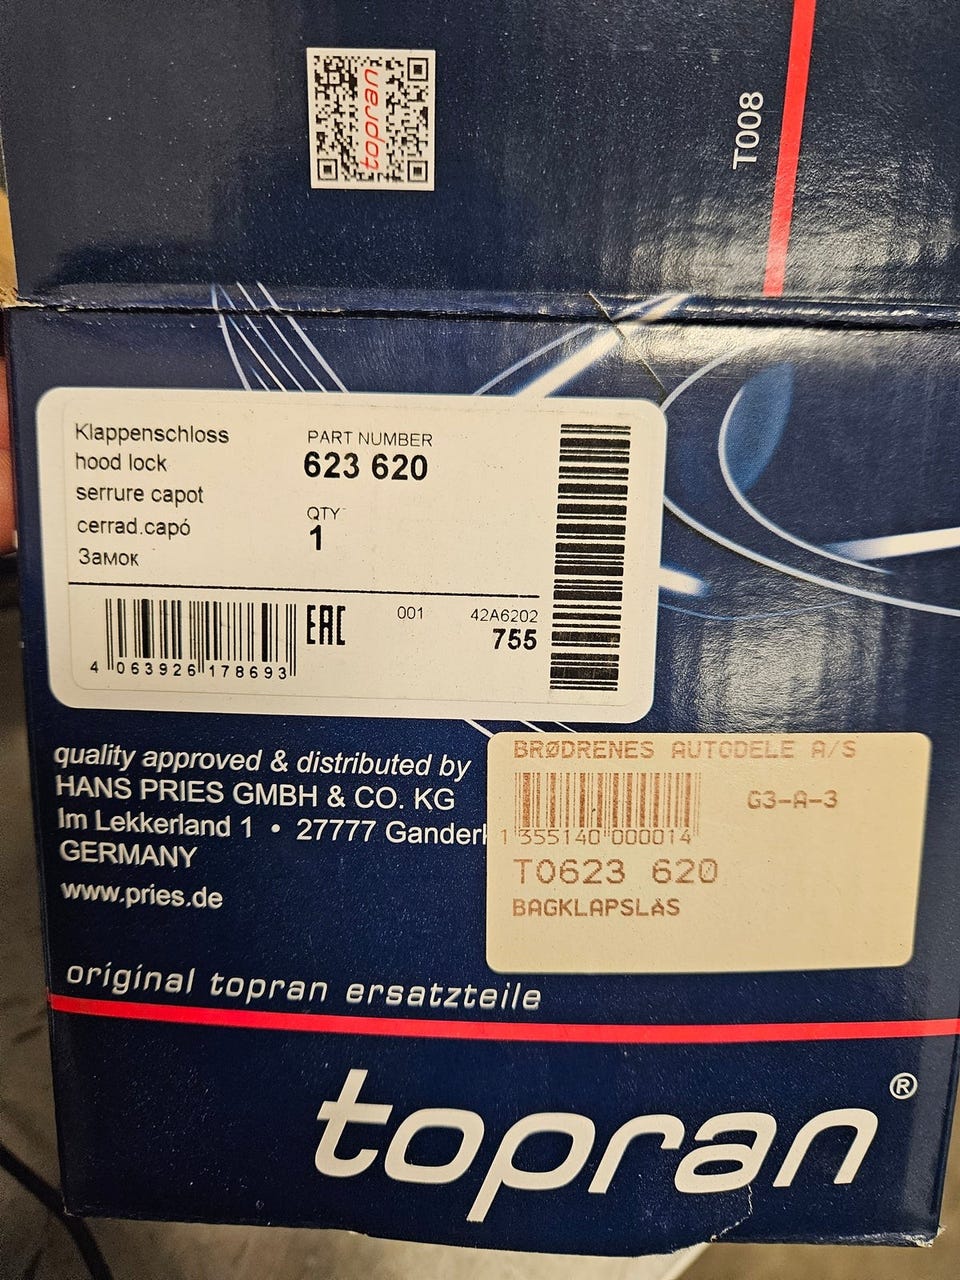 topran
T008
Klappenschloss
hood lock
serrure capot
cerrad.capó
Замок
PART NUMBER
623 620
QTY
1
4 063926 178693
EAC
001
42A6202
755
quality approved & distributed by
HANS PRIES GMBH & CO. KG
Im Lekkerland 1 • 27777
GERMANY
www.pries.de
BRØDRENES AUTODELE A/S
G3-A-3
1 355140 000014
TO623 620
BAGKLAPSLÅS
original topran ersatzteile
topran®